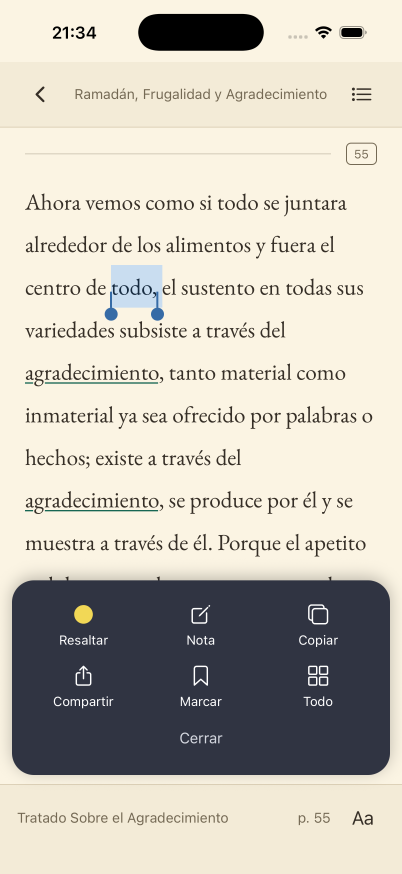 21:34
Ramadán, Frugalidad y Agradecimiento
55
Ahora vemos como si todo se juntara
alrededor de los alimentos y fuera el
centro de todo, el sustento en todas sus
variedades subsiste a través del
agradecimiento, tanto material como
inmaterial ya sea ofrecido por palabras o
hechos; existe a través del
agradecimiento, se produce por él y se
muestra a través de él. Porque el apetito
Resaltar Nota Copiar
Compartir Marcar Todo
Cerrar
Tratado Sobre el Agradecimiento p. 55 Aa